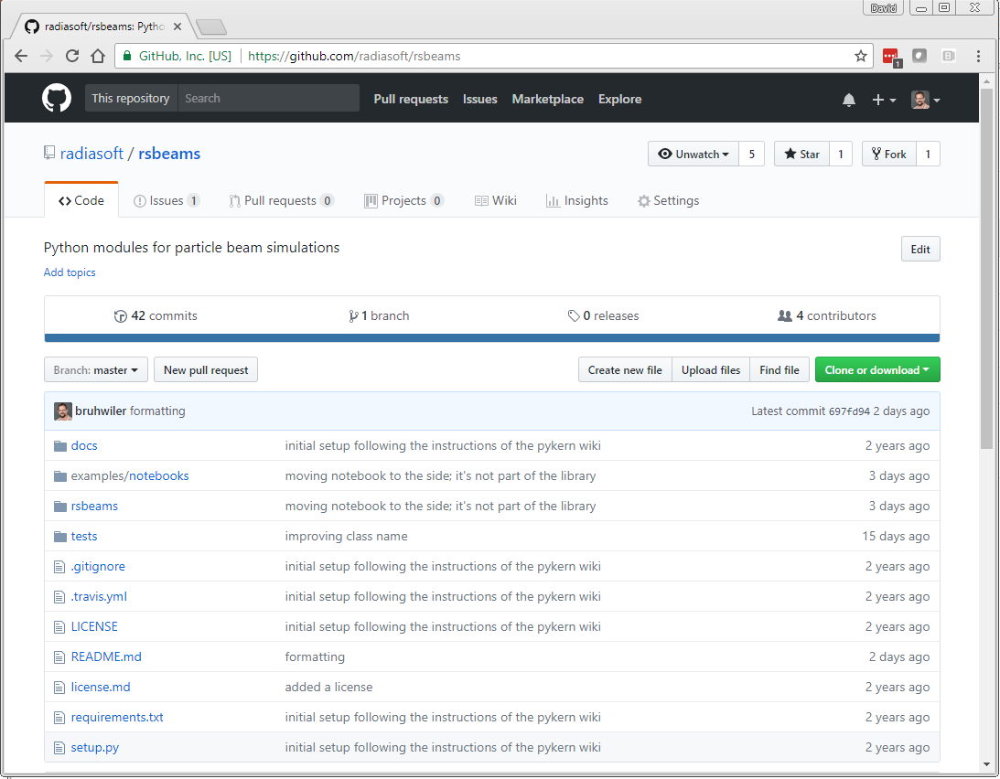 David
radiasoft/rsbeams: Pytho
GitHub, Inc. [US] https://github.com/radiasoft/rsbeams
1
B
This repository Search Pull requests Issues Marketplace Explore
radiasoft / rsbeams Unwatch 5 Star 1 Fork 1
Code Issues 1 Pull requests 0 Projects 0 Wiki Insights Settings
Python modules for particle beam simulations Edit
Add topics
42 commits 1 branch 0 releases 4 contributors
Branch: master New pull request Create new file Upload files Find file Clone or download
bruhwiler formatting Latest commit 697fd94 2 days ago
docs initial setup following the instructions of the pykern wiki 2 years ago
examples/notebooks moving notebook to the side; it's not part of the library 3 days ago
rsbeams moving notebook to the side; it's not part of the library 3 days ago
tests improving class name 15 days ago
.gitignore initial setup following the instructions of the pykern wiki 2 years ago
.travis.yml initial setup following the instructions of the pykern wiki 2 years ago
LICENSE initial setup following the instructions of the pykern wiki 2 years ago
README.md formatting 2 days ago
license.md added a license 2 years ago
requirements.txt initial setup following the instructions of the pykern wiki 2 years ago
setup.py initial setup following the instructions of the pykern wiki 2 years ago